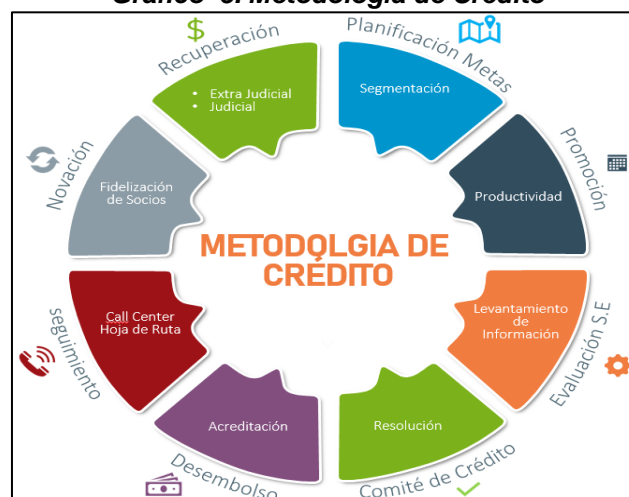 Gráfico 6. Metodología de Crédito
$
Recuperación
• Extra Judicial
• Judicial
Planificación Metas
Segmentación
Promoción
Productividad
Evaluación S.E
Levantamiento
de
Información
Comité de Crédito
Resolución
Desembolso
Acreditación
seguimiento
Call Center
Hoja de Ruta
Novación
Fidelización
de Socios
METODOLGIA DE
CRÉDITO